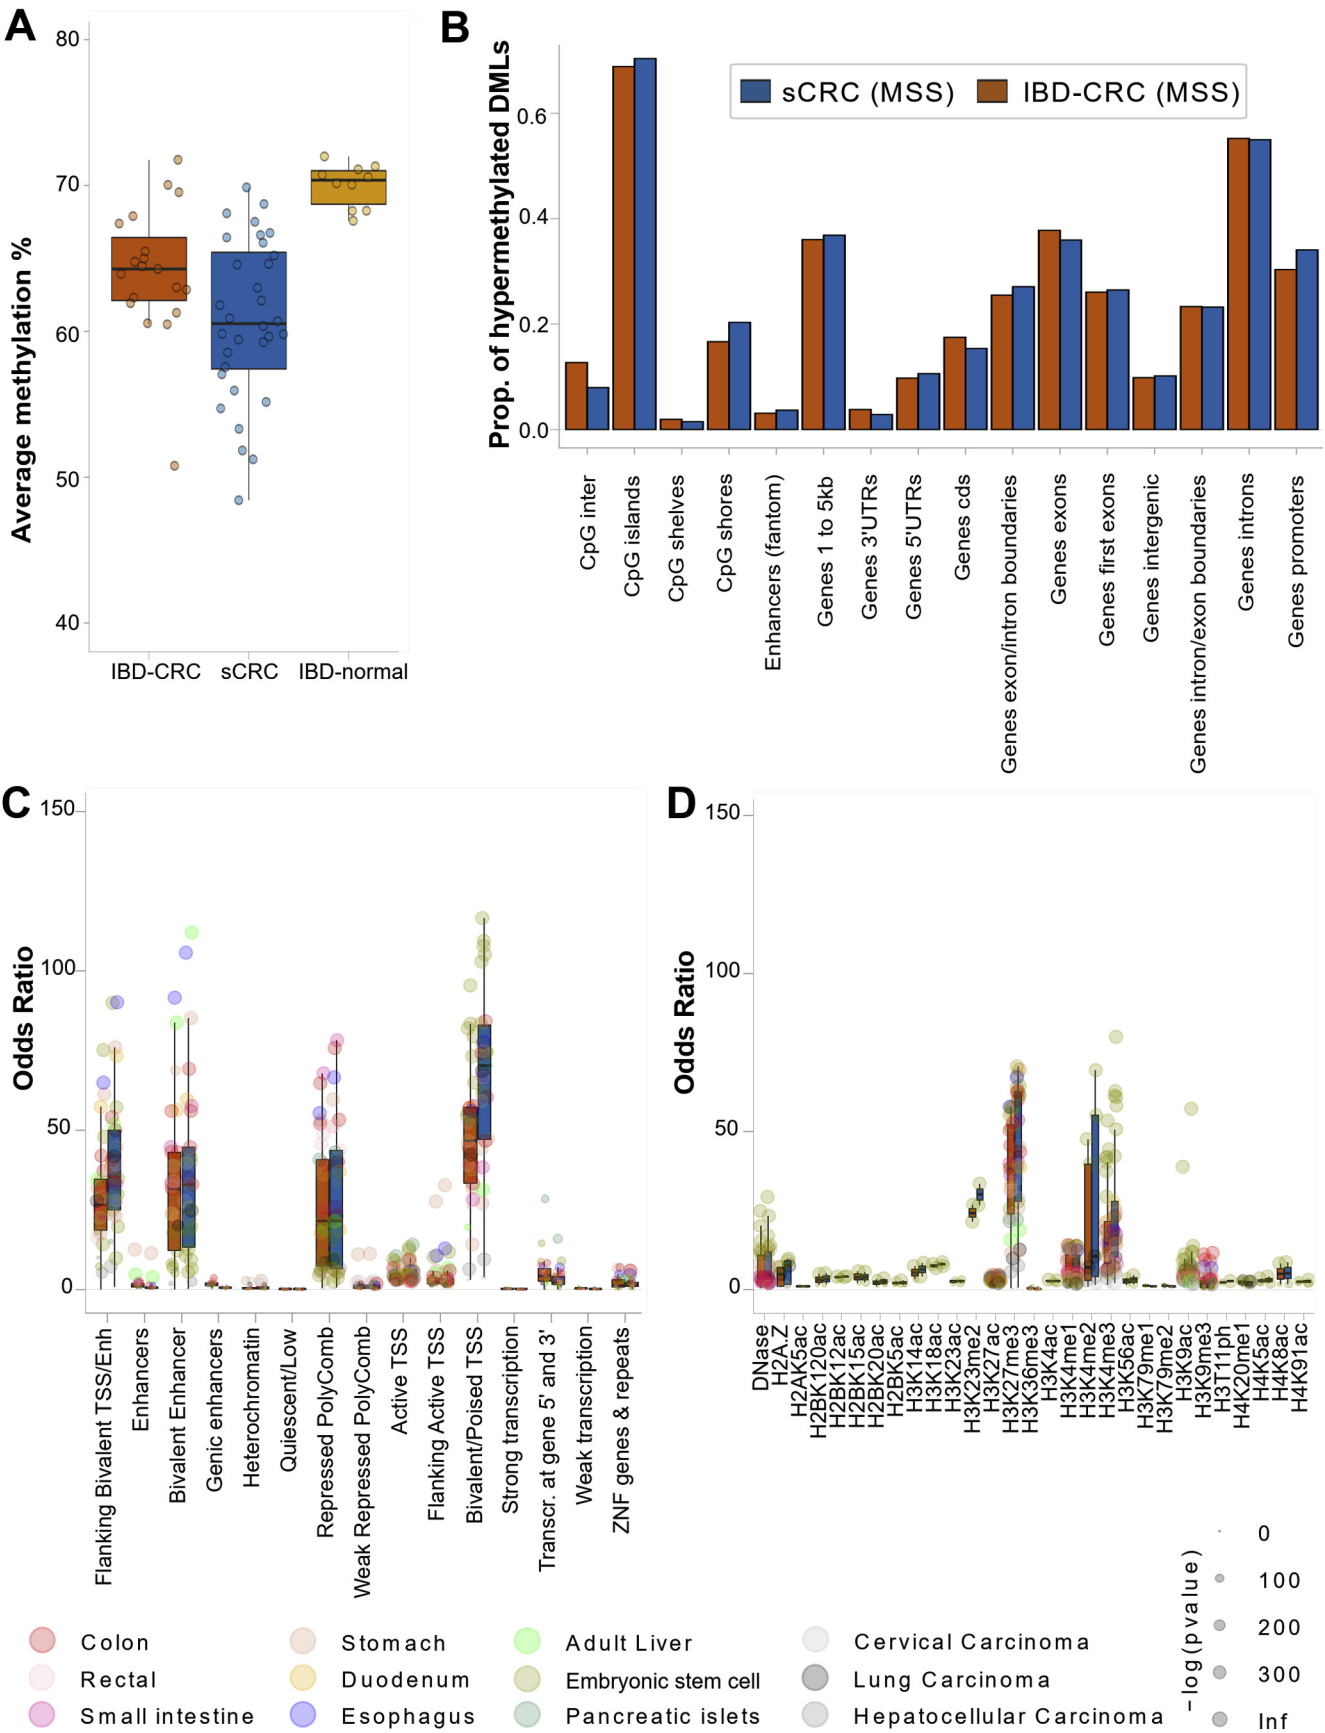 A
80
70
60
50
40
Average methylation %
IBD-CRC
sCRC
IBD-normal
B
Prop. of hypermethylated DMLs
0.6
0.4
0.2
0.0
sCRC (MSS)
IBD-CRC (MSS)
CpG inter
CpG islands
CpG shelves
CpG shores
Enhancers (fantom)
Genes 1 to 5kb
Genes 3'UTRs
Genes 5'UTRs
Genes cds
Genes exon/intron boundaries
Genes exons
Genes first exons
Genes intergenic
Genes intron/exon boundaries
Genes introns
Genes promoters
C
150
100
50
0
Odds Ratio
Flanking Bivalent TSS/Enh
Enhancers
Bivalent Enhancer
Genic enhancers
Heterochromatin
Quiescent/Low
Repressed PolyComb
Weak Repressed PolyComb
Active TSS
Flanking Active TSS
Bivalent/Poised TSS
Strong transcription
Transcr. at gene 5' and 3'
Weak transcription
ZNF genes & repeats
D
150
100
50
0
Odds Ratio
DNase
H2A.Z
H2AK5ac
H2BK120ac
H2BK12ac
H2BK15ac
H2BK20ac
H2BK5ac
H3K14ac
H3K18ac
H3K23ac
H3K23me2
H3K27ac
H3K27me3
H3K36me3
H3K4ac
H3K4me1
H3K4me2
H3K4me3
H3K56ac
H3K79me1
H3K79me2
H3K9ac
H3K9me3
H3T11ph
H4K20me1
H4K5ac
H4K8ac
H4K91ac
Colon
Rectal
Small intestine
Stomach
Duodenum
Esophagus
Adult Liver
Embryonic stem cell
Pancreatic islets
Cervical Carcinoma
Lung Carcinoma
Hepatocellular Carcinoma
−log(pvalue)
0
100
200
300
Inf